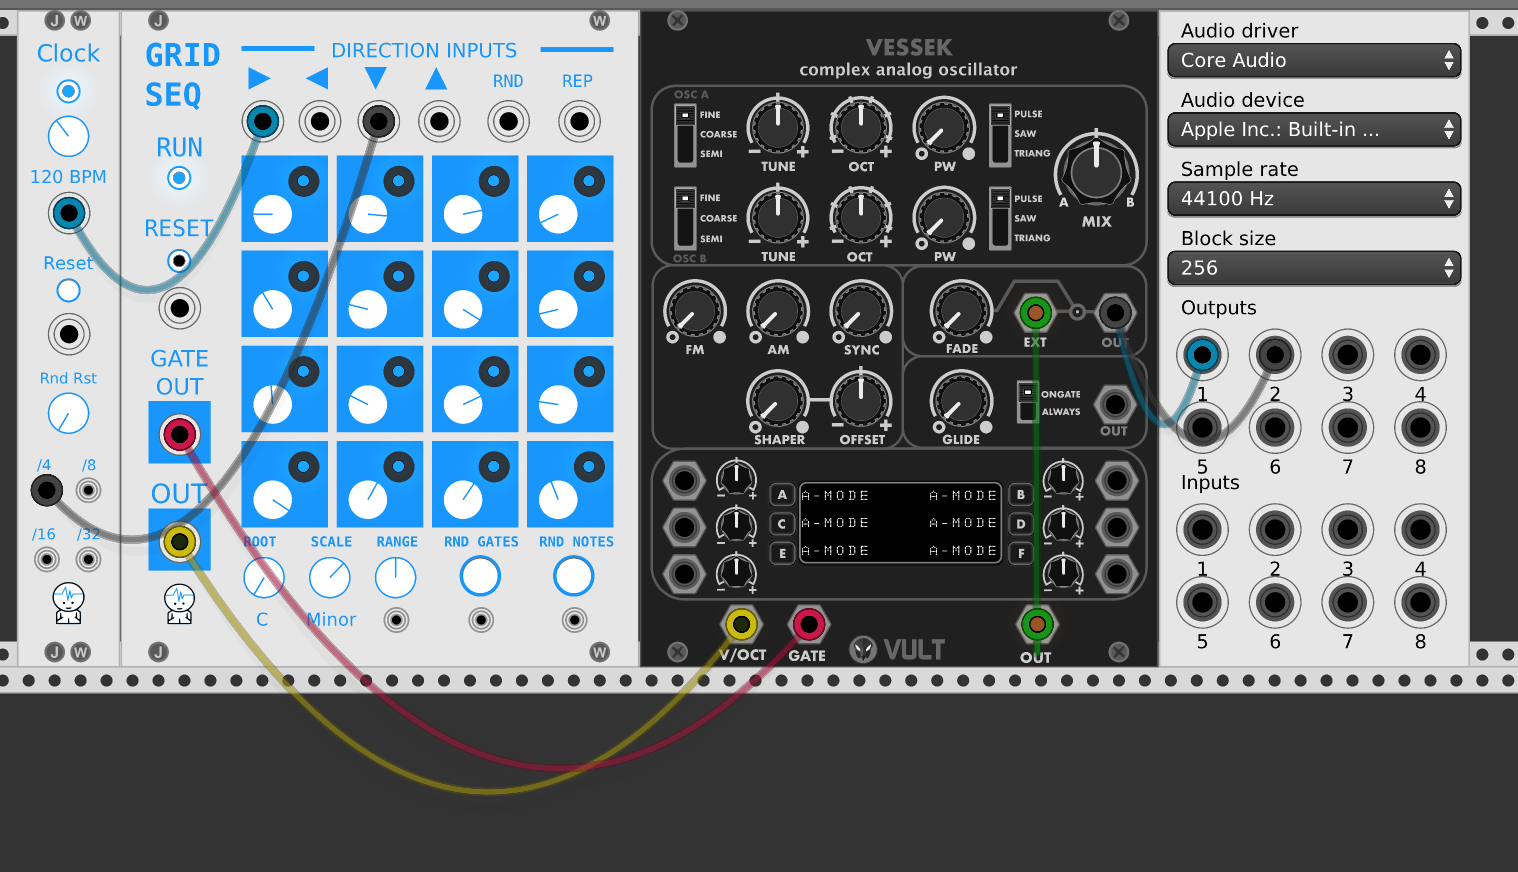 J W
Clock
120 BPM
Reset
Rnd Rst
/4 /8
/16 /32
J W
J W
GRID
SEQ
RUN
RESET
GATE
OUT
OUT
DIRECTION INPUTS
RND REP
ROOT SCALE RANGE RND GATES RND NOTES
C Minor
J W
VESSEK
complex analog oscillator
OSC A
FINE
COARSE
SEMI
TUNE OCT PW
PULSE
SAW
TRIANG
FINE
COARSE
SEMI
OSC B
TUNE OCT PW
PULSE
SAW
TRIANG
A B
MIX
FM AM SYNC
FADE EXT OUT
SHAPER OFFSET
GLIDE
ONGATE
ALWAYS
OUT
A A-MODE A-MODE B
C A-MODE A-MODE D
E A-MODE A-MODE F
V/OCT GATE VULT OUT
Audio driver
Core Audio
Audio device
Apple Inc.: Built-in ...
Sample rate
44100 Hz
Block size
256
Outputs
1 2 3 4
5 6 7 8
Inputs
1 2 3 4
5 6 7 8